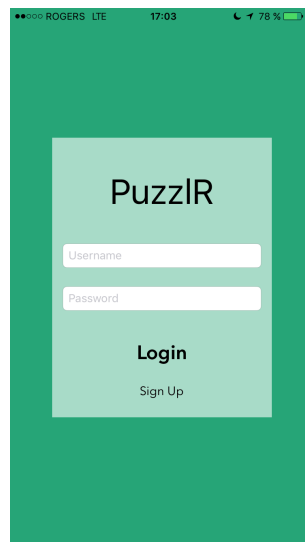 ROGERS LTE 17:03 78 %
PuzzlR
Username
Password
Login
Sign Up